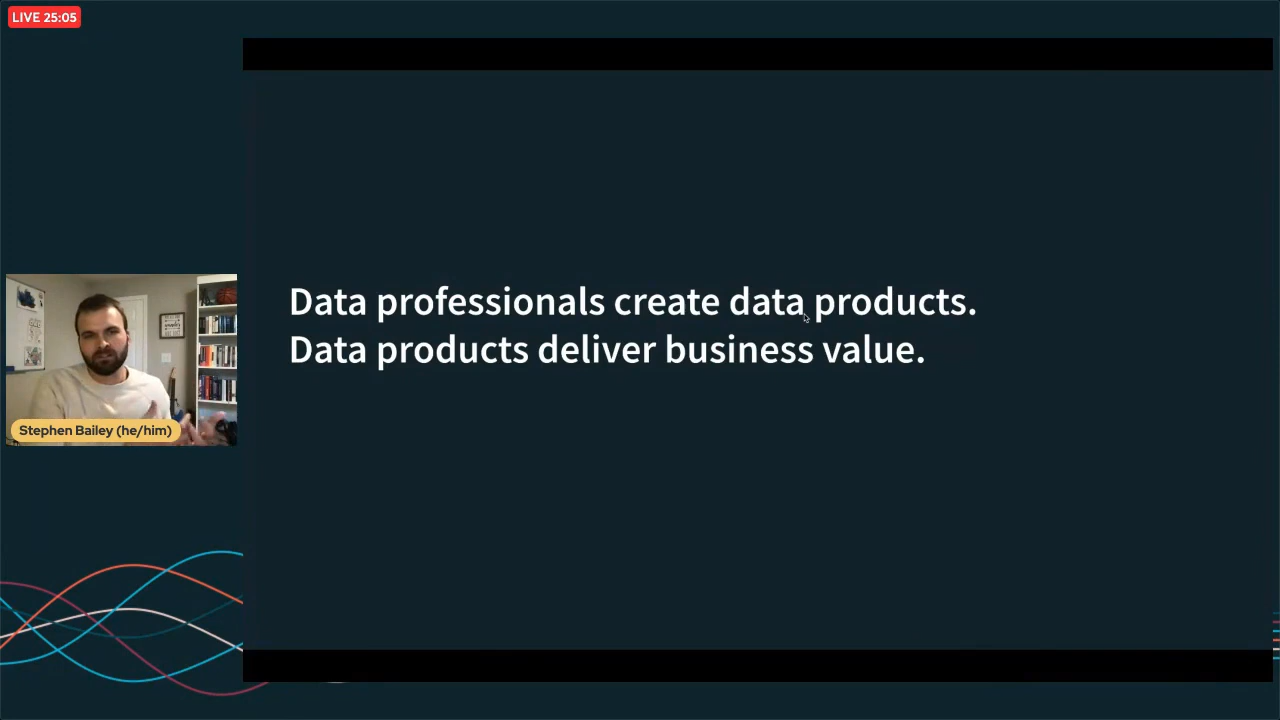 LIVE 25:05
Data professionals create data products.
Data products deliver business value.
Stephen Bailey (he/him)